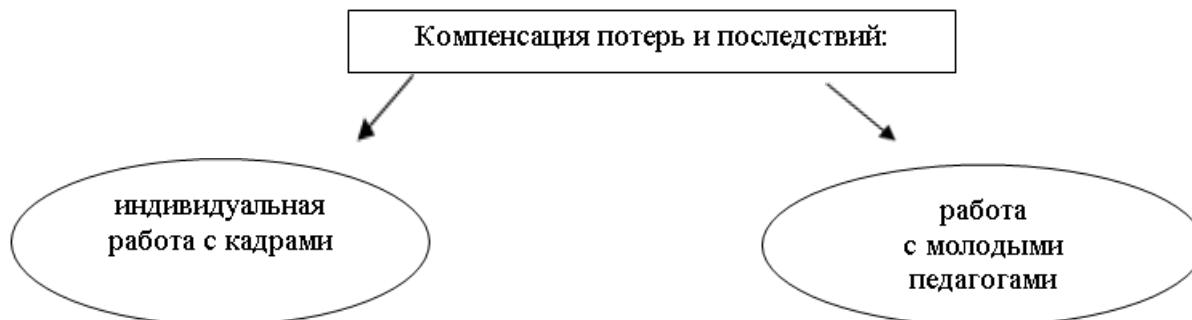 Компенсация потерь и последствий:
индивидуальная
работа с кадрами
работа
с молодыми
педагогами